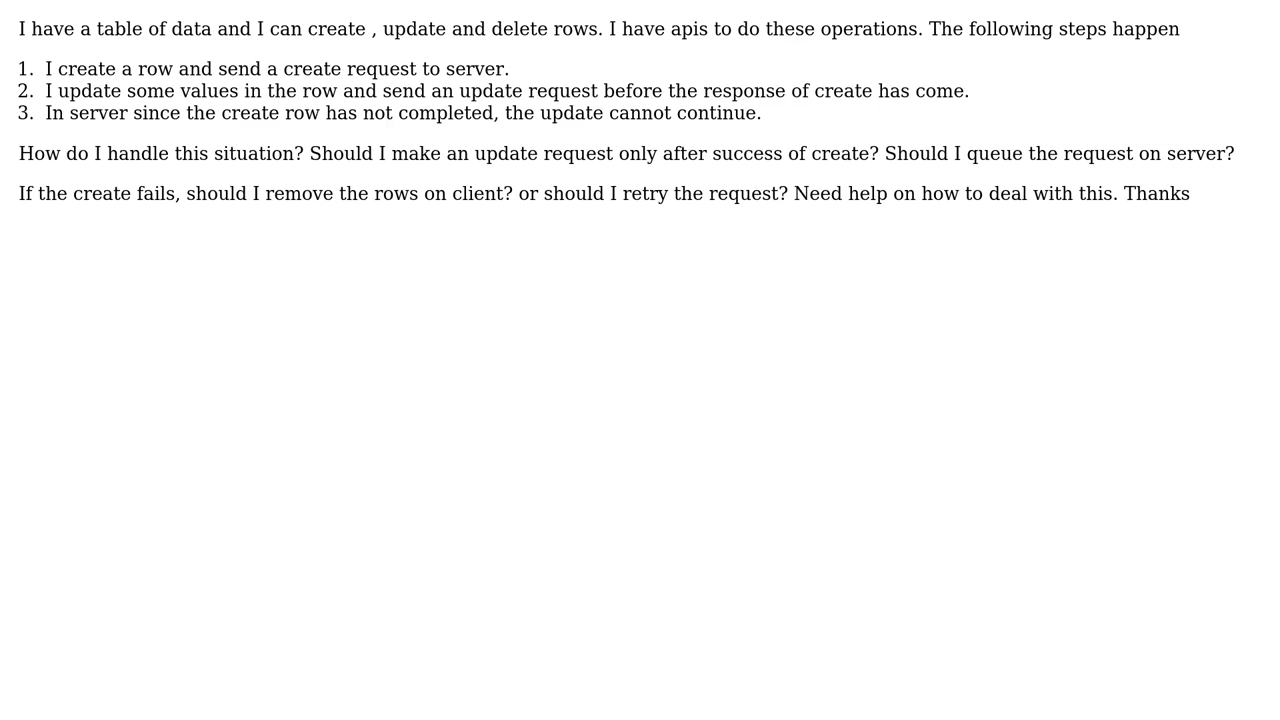 I have a table of data and I can create , update and delete rows. I have apis to do these operations. The following steps happen
1. I create a row and send a create request to server.
2. I update some values in the row and send an update request before the response of create has come.
3. In server since the create row has not completed, the update cannot continue.
How do I handle this situation? Should I make an update request only after success of create? Should I queue the request on server?
If the create fails, should I remove the rows on client? or should I retry the request? Need help on how to deal with this. Thanks